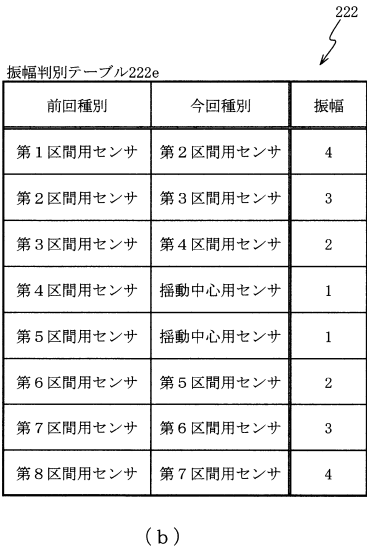 222
振幅判別テーブル222e
前回種別 今回種別 振幅
第1区間用センサ 第2区間用センサ 4
第2区間用センサ 第3区間用センサ 3
第3区間用センサ 第4区間用センサ 2
第4区間用センサ 揺動中心用センサ 1
第5区間用センサ 揺動中心用センサ 1
第6区間用センサ 第5区間用センサ 2
第7区間用センサ 第6区間用センサ 3
第8区間用センサ 第7区間用センサ 4
(b)